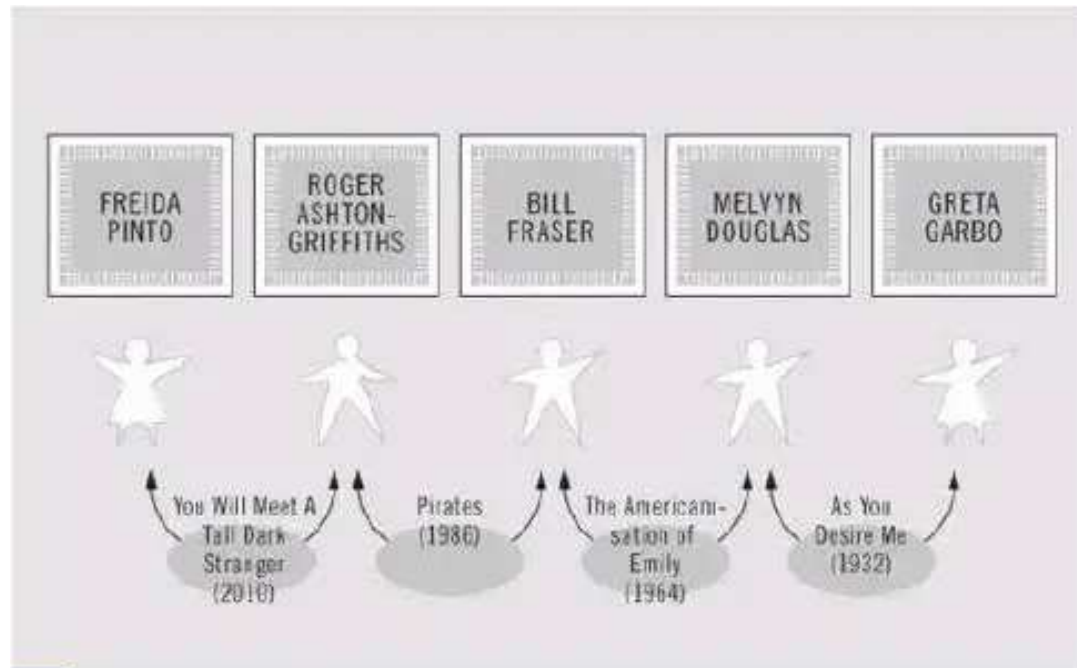 FREIDA
PINTO
ROGER
ASHTON-
GRIFFITHS
BILL
FRASER
MELVYN
DOUGLAS
GRETA
GARBO
You Will Meet A
Tall Dark
Stranger
(2010)
Pirates
(1986)
The Americani-
sation of
Emily
(1964)
As You
Desire Me
(1932)